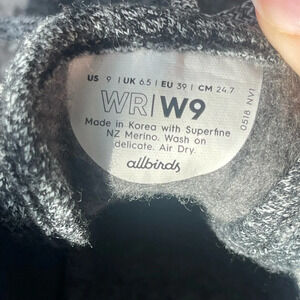 US 9 | UK 6.5 | EU 39 | CM 24.7
WR|W9
Made in Korea with Superfine
NZ Merino. Wash on
delicate. Air Dry.
allbirds
0518 NV1